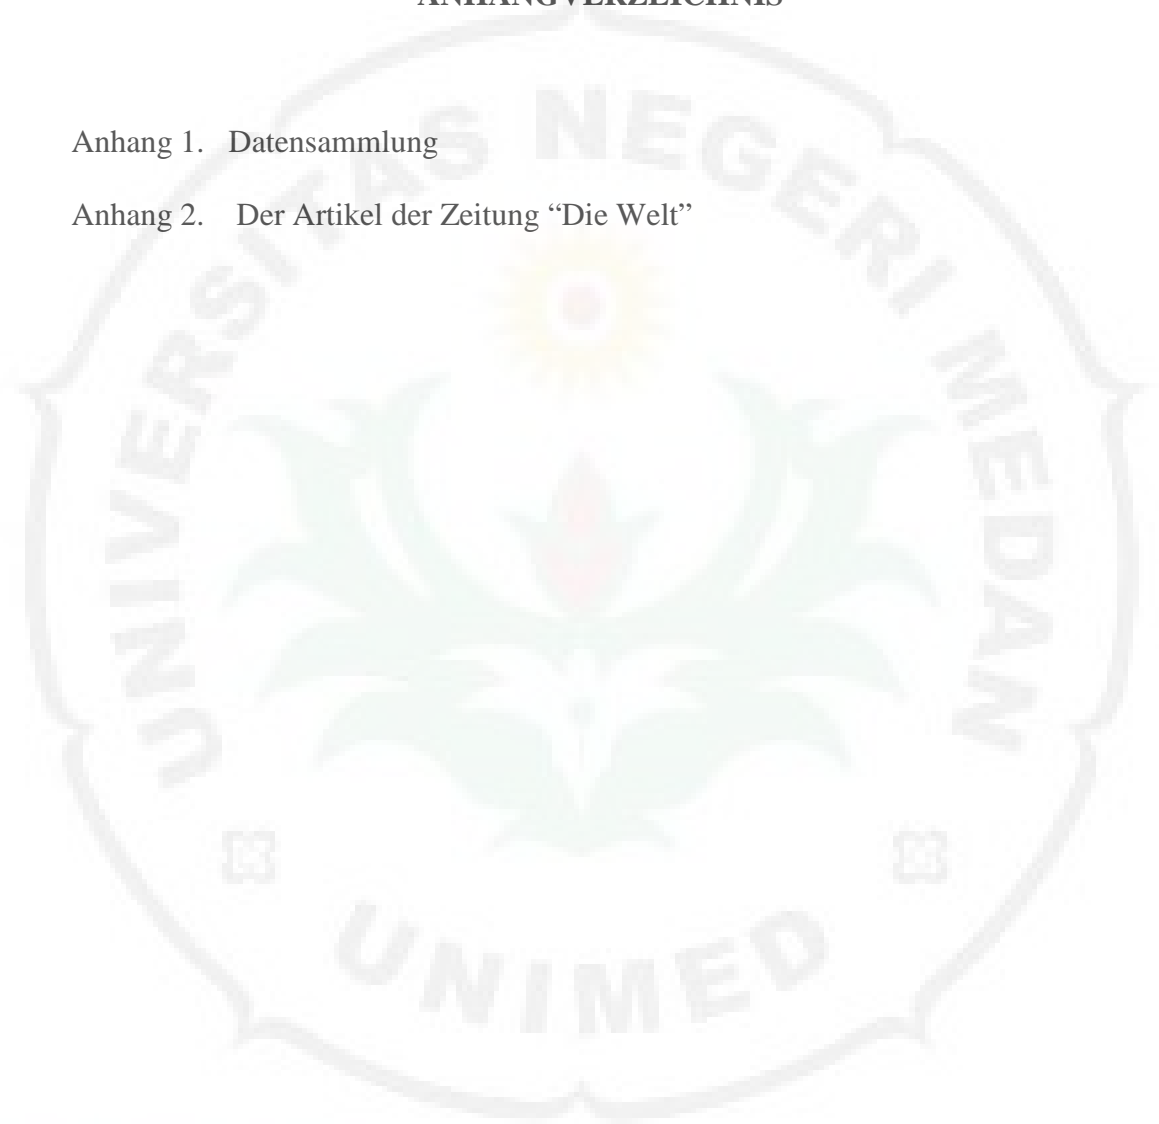 ANHANGVERZEICHNIS
Anhang 1. Datensammlung
Anhang 2. Der Artikel der Zeitung “Die Welt”
UNIVERSITAS NEGERI MEDAN
UNIMED